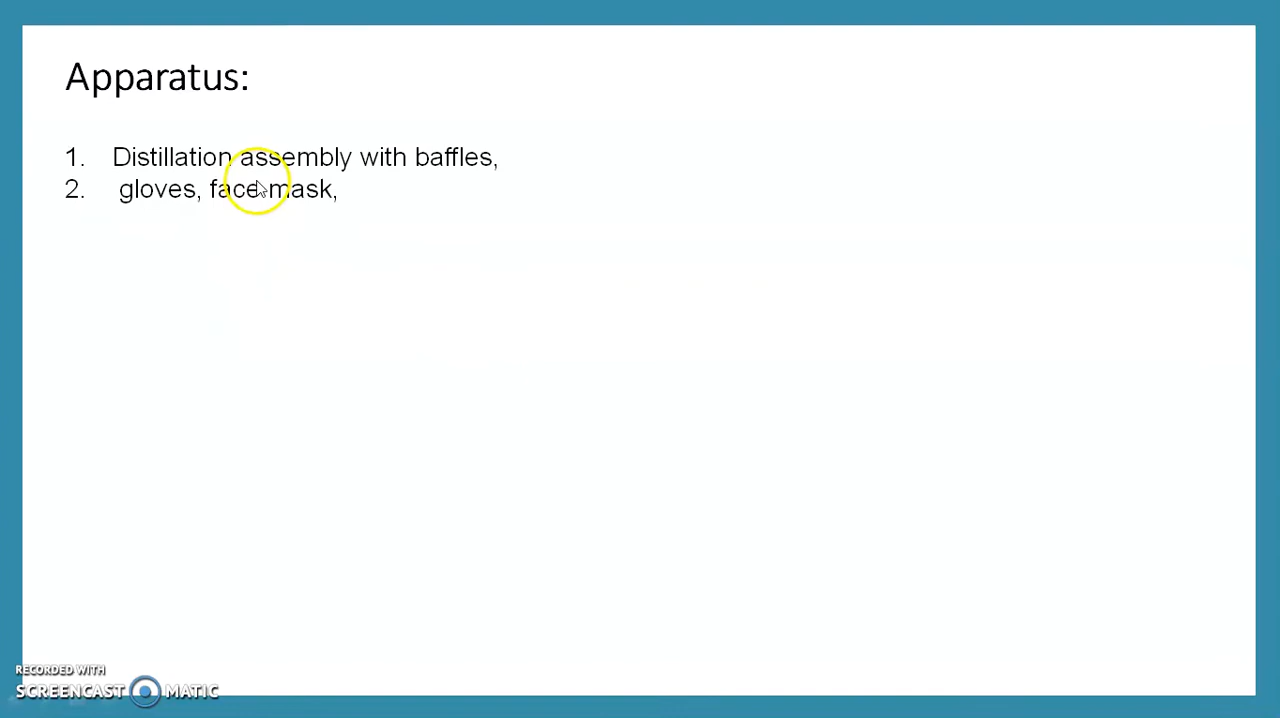 Apparatus:
1. Distillation assembly with baffles,
2. gloves, face mask,
RECORDED WITH
SCREENCAST MATIC